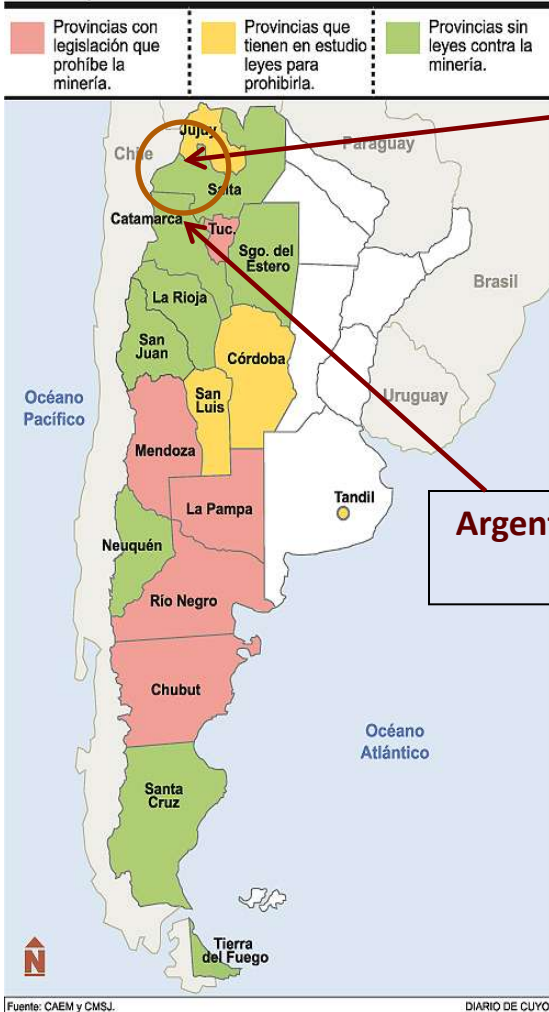 Provincias con
legislación que
prohíbe la
minería.
Provincias que
tienen en estudio
leyes para
prohibirla.
Provincias sin
leyes contra la
minería.
Jujuy
Chile
Paraguay
Salta
Catamarca
Tuc.
Sgo. del
Estero
Brasil
La Rioja
San
Juan
Córdoba
San
Luis
Uruguay
Océano
Pacífico
Mendoza
Tandil
La Pampa
Argent
Neuquén
Río Negro
Chubut
Océano
Atlántico
Santa
Cruz
Tierra
del Fuego
N
Fuente: CAEM y CMSJ.
DIARIO DE CUYO